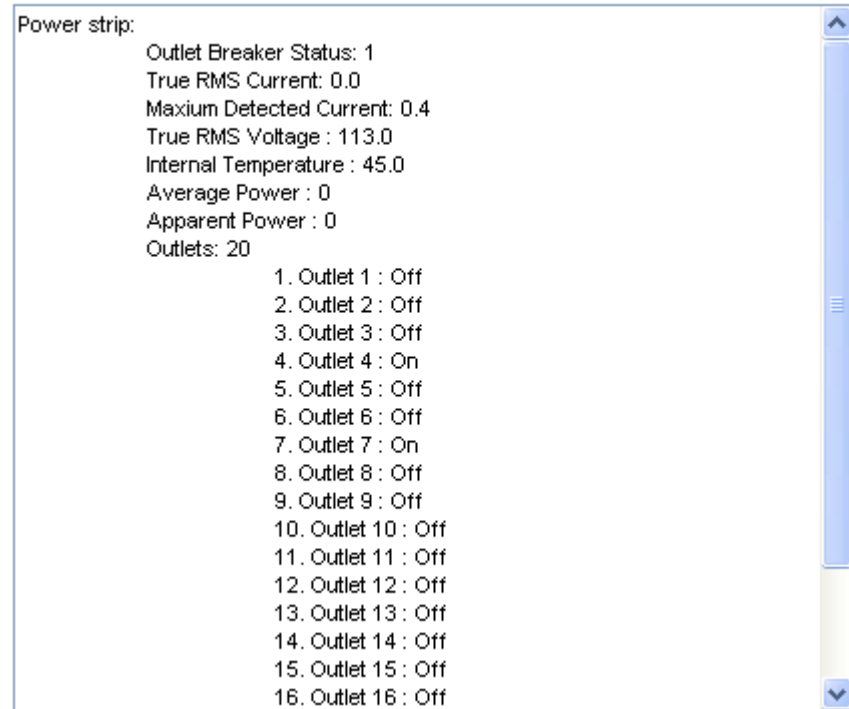 Power strip:
Outlet Breaker Status: 1
True RMS Current: 0.0
Maxium Detected Current: 0.4
True RMS Voltage : 113.0
Internal Temperature : 45.0
Average Power : 0
Apparent Power : 0
Outlets: 20
1. Outlet 1 : Off
2. Outlet 2 : Off
3. Outlet 3 : Off
4. Outlet 4 : On
5. Outlet 5 : Off
6. Outlet 6 : Off
7. Outlet 7 : On
8. Outlet 8 : Off
9. Outlet 9 : Off
10. Outlet 10 : Off
11. Outlet 11 : Off
12. Outlet 12 : Off
13. Outlet 13 : Off
14. Outlet 14 : Off
15. Outlet 15 : Off
16. Outlet 16 : Off